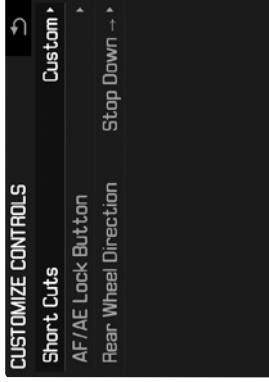 CUSTOMIZE CONTROLS
Short Cuts Custom ▸
AF/AE Lock Button ▸
Rear Wheel Direction Stop Down → ▸